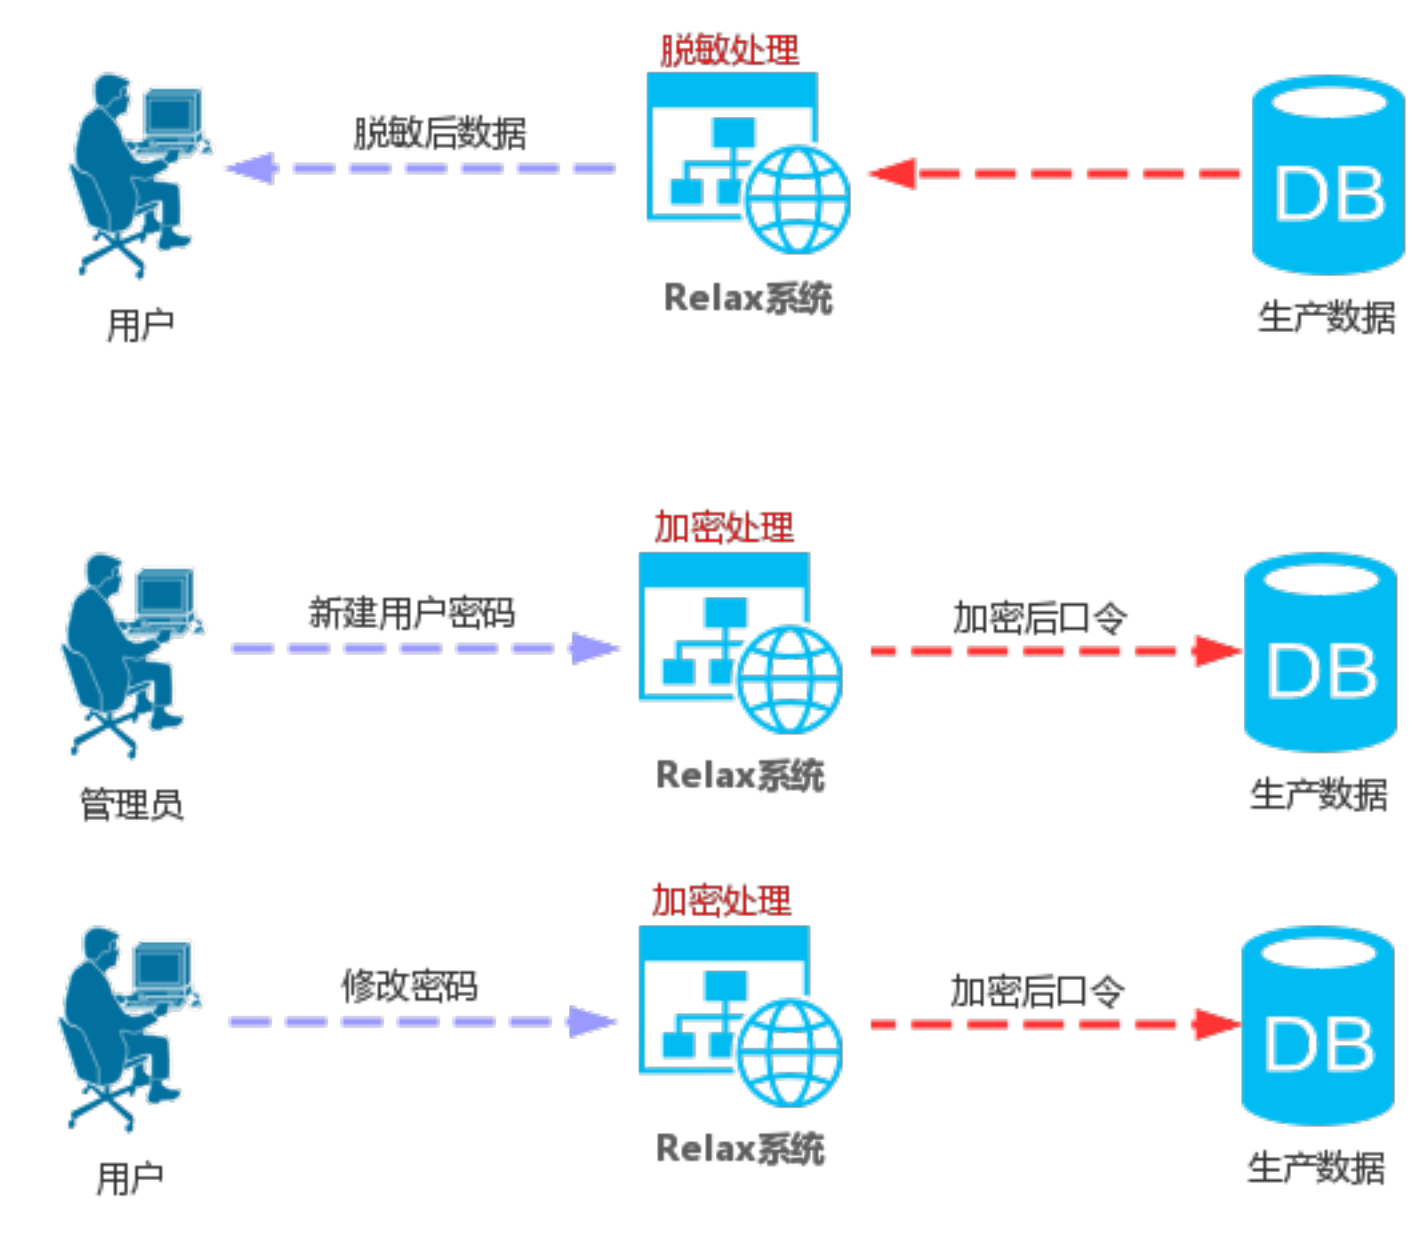 脱敏处理
脱敏后数据
DB
Relax系统
用户
生产数据
加密处理
新建用户密码
加密后口令
DB
Relax系统
管理员
生产数据
加密处理
修改密码
加密后口令
DB
Relax系统
用户
生产数据